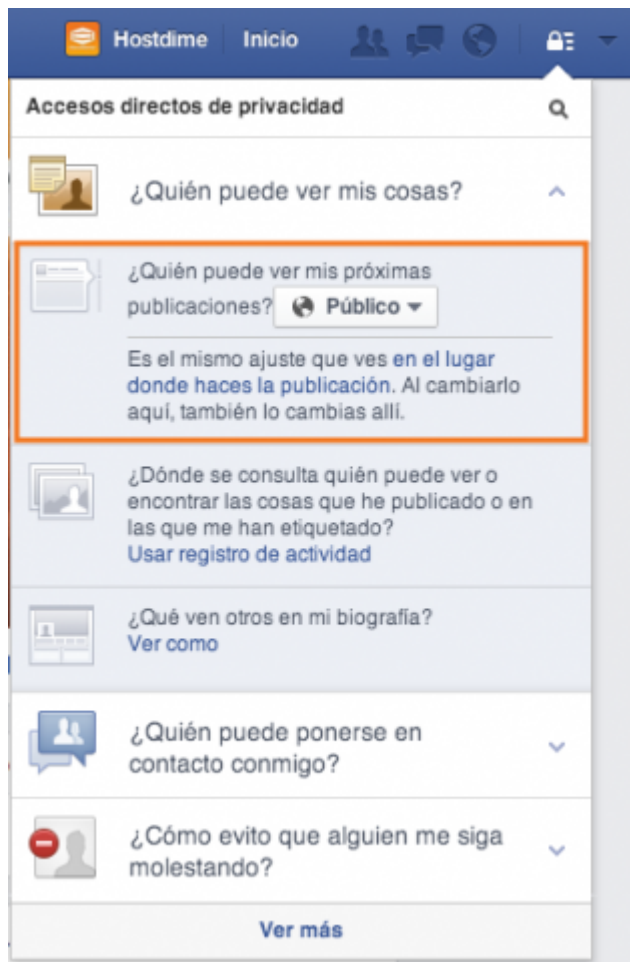 Hostdime Inicio
Accesos directos de privacidad
¿Quién puede ver mis cosas?
¿Quién puede ver mis próximas
publicaciones? Público
Es el mismo ajuste que ves en el lugar
donde haces la publicación. Al cambiarlo
aquí, también lo cambias allí.
¿Dónde se consulta quién puede ver o
encontrar las cosas que he publicado o en
las que me han etiquetado?
Usar registro de actividad
¿Qué ven otros en mi biografía?
Ver como
¿Quién puede ponerse en
contacto conmigo?
¿Cómo evito que alguien me siga
molestando?
Ver más